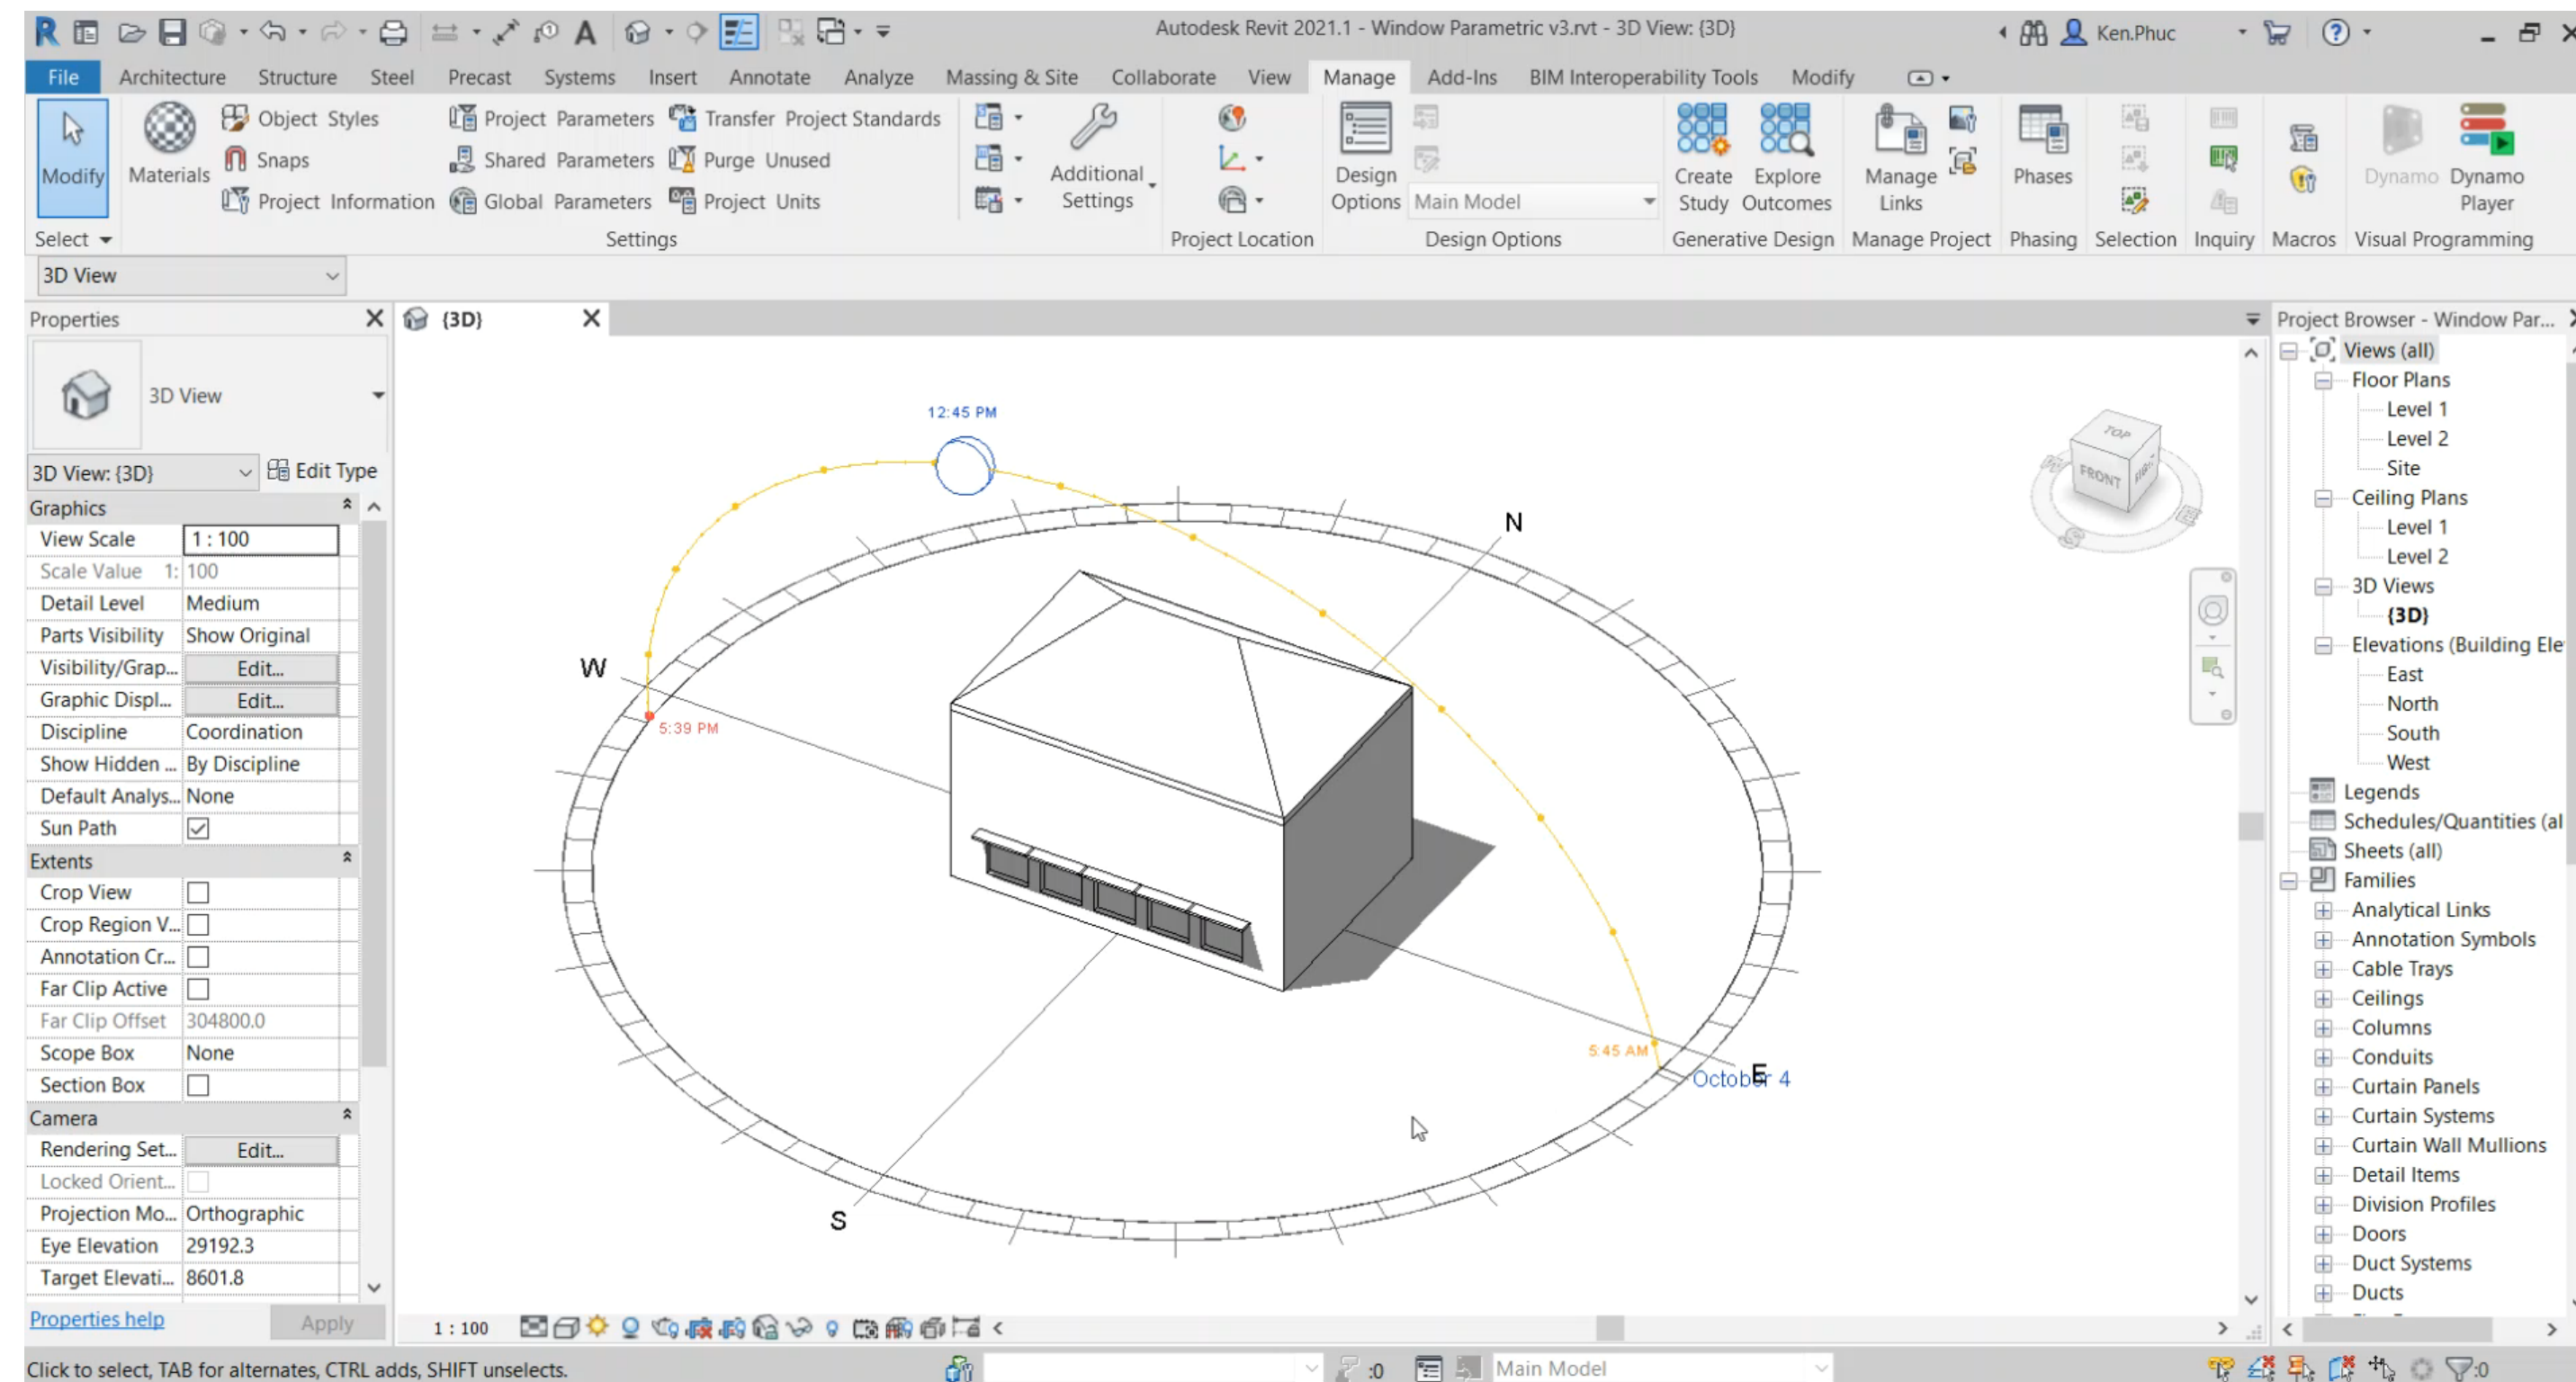 Autodesk Revit 2021.1 - Window Parametric v3.rvt - 3D View: {3D}
Ken.Phuc
File Architecture Structure Steel Precast Systems Insert Annotate Analyze Massing & Site Collaborate View Manage Add-Ins BIM Interoperability Tools Modify
Modify
Materials
Object Styles
Snaps
Project Information
Project Parameters
Shared Parameters
Global Parameters
Transfer Project Standards
Purge Unused
Project Units
Additional
Settings
Design
Options
Main Model
Create
Study
Explore
Outcomes
Manage
Links
Phases
Dynamo
Dynamo
Player
Select Settings Project Location Design Options Generative Design Manage Project Phasing Selection Inquiry Macros Visual Programming
3D View
Properties
3D View
3D View: {3D} Edit Type
Graphics
View Scale 1 : 100
Scale Value 1: 100
Detail Level Medium
Parts Visibility Show Original
Visibility/Grap... Edit...
Graphic Displ... Edit...
Discipline Coordination
Show Hidden ... By Discipline
Default Analys... None
Sun Path
Extents
Crop View
Crop Region V...
Annotation Cr...
Far Clip Active
Far Clip Offset 304800.0
Scope Box None
Section Box
Camera
Rendering Set... Edit...
Locked Orient...
Projection Mo... Orthographic
Eye Elevation 29192.3
Target Elevati... 8601.8
Properties help Apply
{3D}
12:45 PM
N
W
5:39 PM
5:45 AM
E
October 4
S
TOP
FRONT
W
S
E
1 : 100
Project Browser - Window Par...
Views (all)
Floor Plans
Level 1
Level 2
Site
Ceiling Plans
Level 1
Level 2
3D Views
{3D}
Elevations (Building Ele
East
North
South
West
Legends
Schedules/Quantities (al
Sheets (all)
Families
Analytical Links
Annotation Symbols
Cable Trays
Ceilings
Columns
Conduits
Curtain Panels
Curtain Systems
Curtain Wall Mullions
Detail Items
Division Profiles
Doors
Duct Systems
Ducts
Click to select, TAB for alternates, CTRL adds, SHIFT unselects.
:0
Main Model
:0